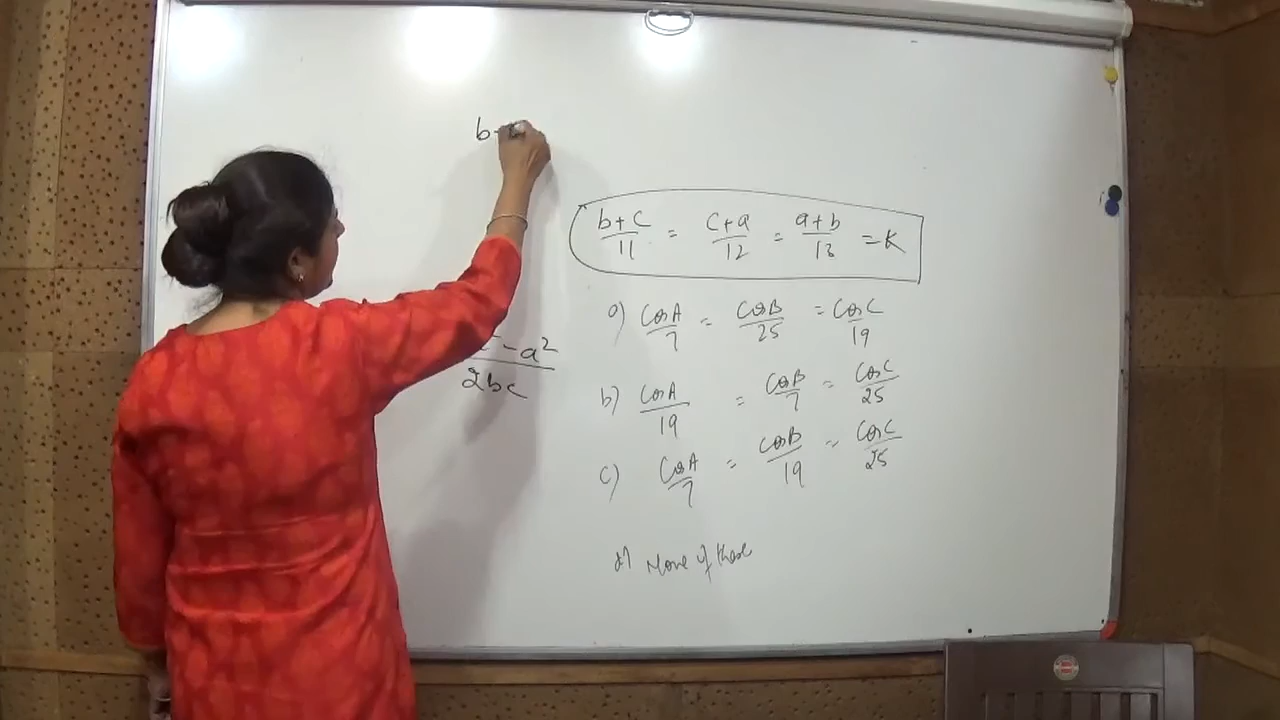 b+
b+c/11 = c+a/12 = a+b/13 = K
- a²/2bc
a) CosA/7 = CosB/25 = CosC/19
b) CosA/19 = CosB/7 = CosC/25
c) CosA/7 = CosB/19 = CosC/25
d) None of these